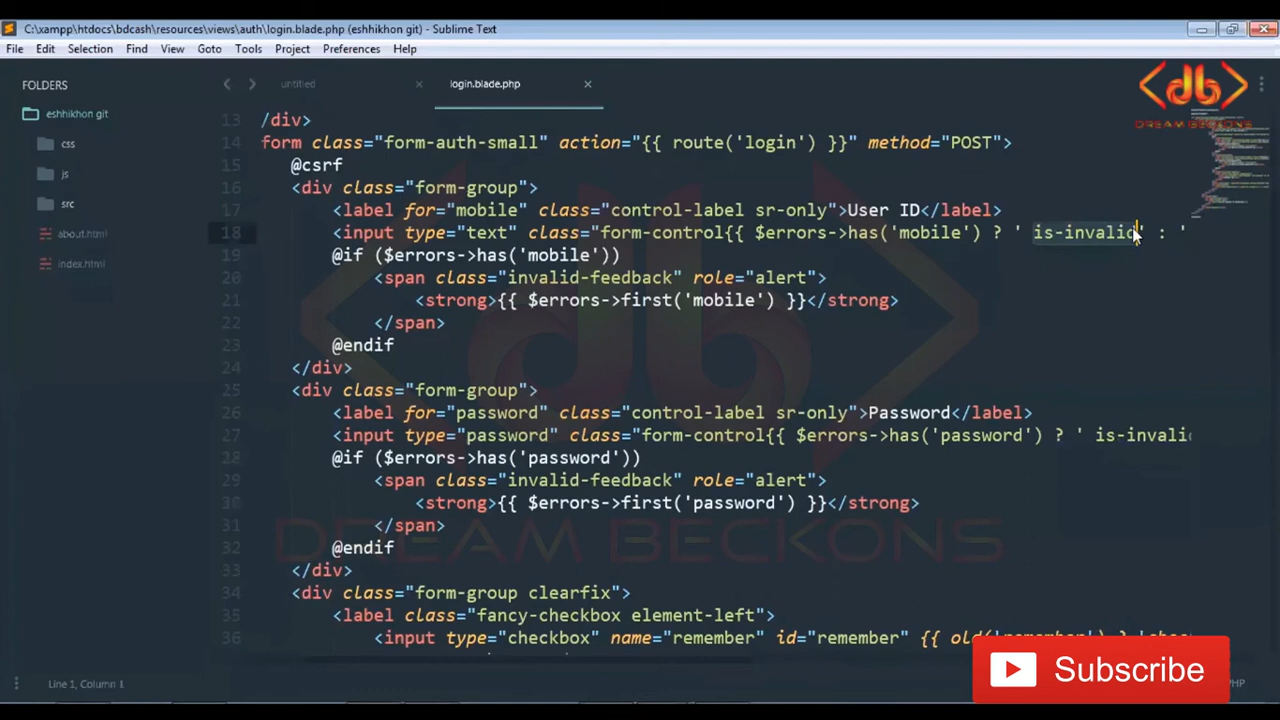 C:\xampp\htdocs\bdcash\resources\views\auth\login.blade.php (eshhikhon git) - Sublime Text
File Edit Selection Find View Goto Tools Project Preferences Help
FOLDERS
eshhikhon git
css
js
src
about.html
index.html
untitled × login.blade.php ×
DREAM BECKONS
13 /div>
14 form class="form-auth-small" action="{{ route('login') }}" method="POST">
15 @csrf
16 <div class="form-group">
17 <label for="mobile" class="control-label sr-only">User ID</label>
18 <input type="text" class="form-control{{ $errors->has('mobile') ? ' is-invalid' : '
19 @if ($errors->has('mobile'))
20 <span class="invalid-feedback" role="alert">
21 <strong>{{ $errors->first('mobile') }}</strong>
22 </span>
23 @endif
24 </div>
25 <div class="form-group">
26 <label for="password" class="control-label sr-only">Password</label>
27 <input type="password" class="form-control{{ $errors->has('password') ? ' is-invalid
28 @if ($errors->has('password'))
29 <span class="invalid-feedback" role="alert">
30 <strong>{{ $errors->first('password') }}</strong>
31 </span>
32 @endif
33 </div>
34 <div class="form-group clearfix">
35 <label class="fancy-checkbox element-left">
36 <input type="checkbox" name="remember" id="remember" {{ old('remember') ?
DREAM BECKONS
Subscribe
Line 1, Column 1
PHP